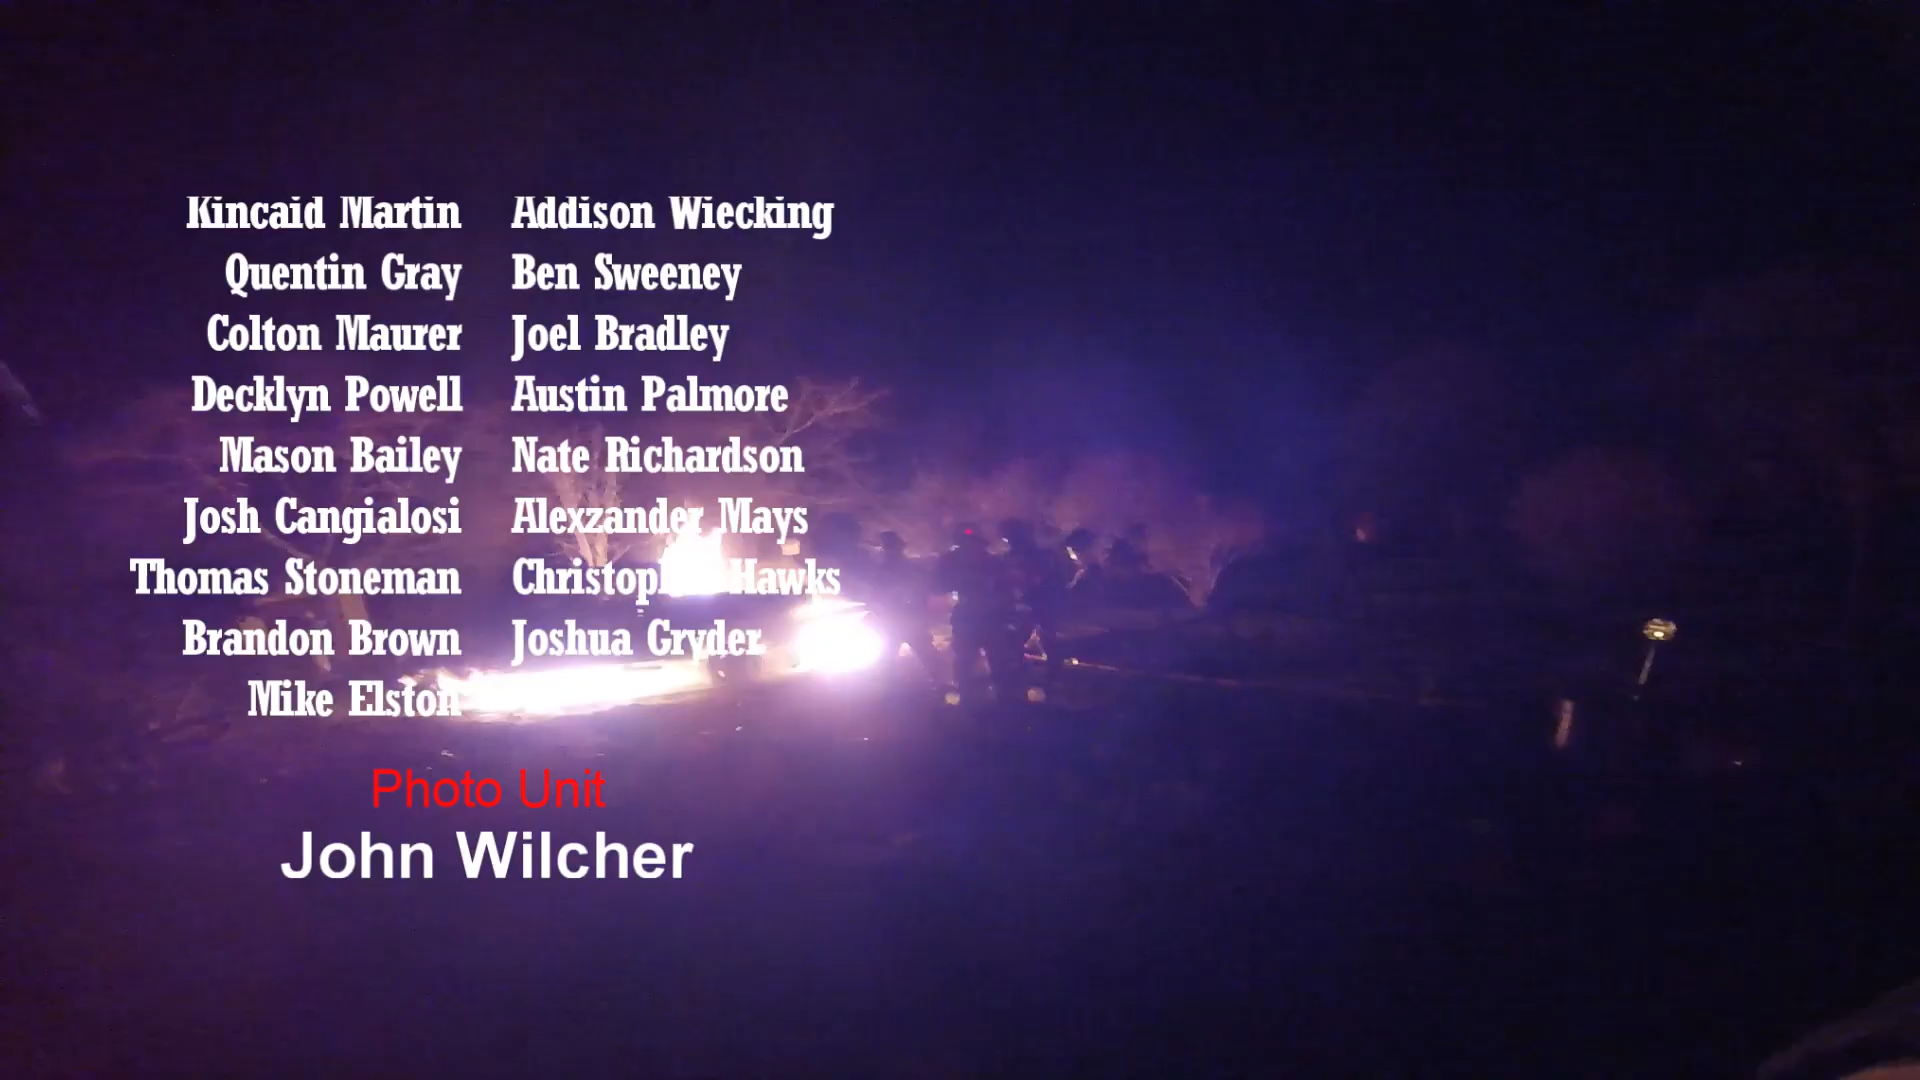 Kincaid Martin Addison Wiecking
Quentin Gray Ben Sweeney
Colton Maurer Joel Bradley
Decklyn Powell Austin Palmore
Mason Bailey Nate Richardson
Josh Cangialosi Alexzander Mays
Thomas Stoneman Christopher Hawks
Brandon Brown Joshua Gryder
Mike Elston
Photo Unit
John Wilcher